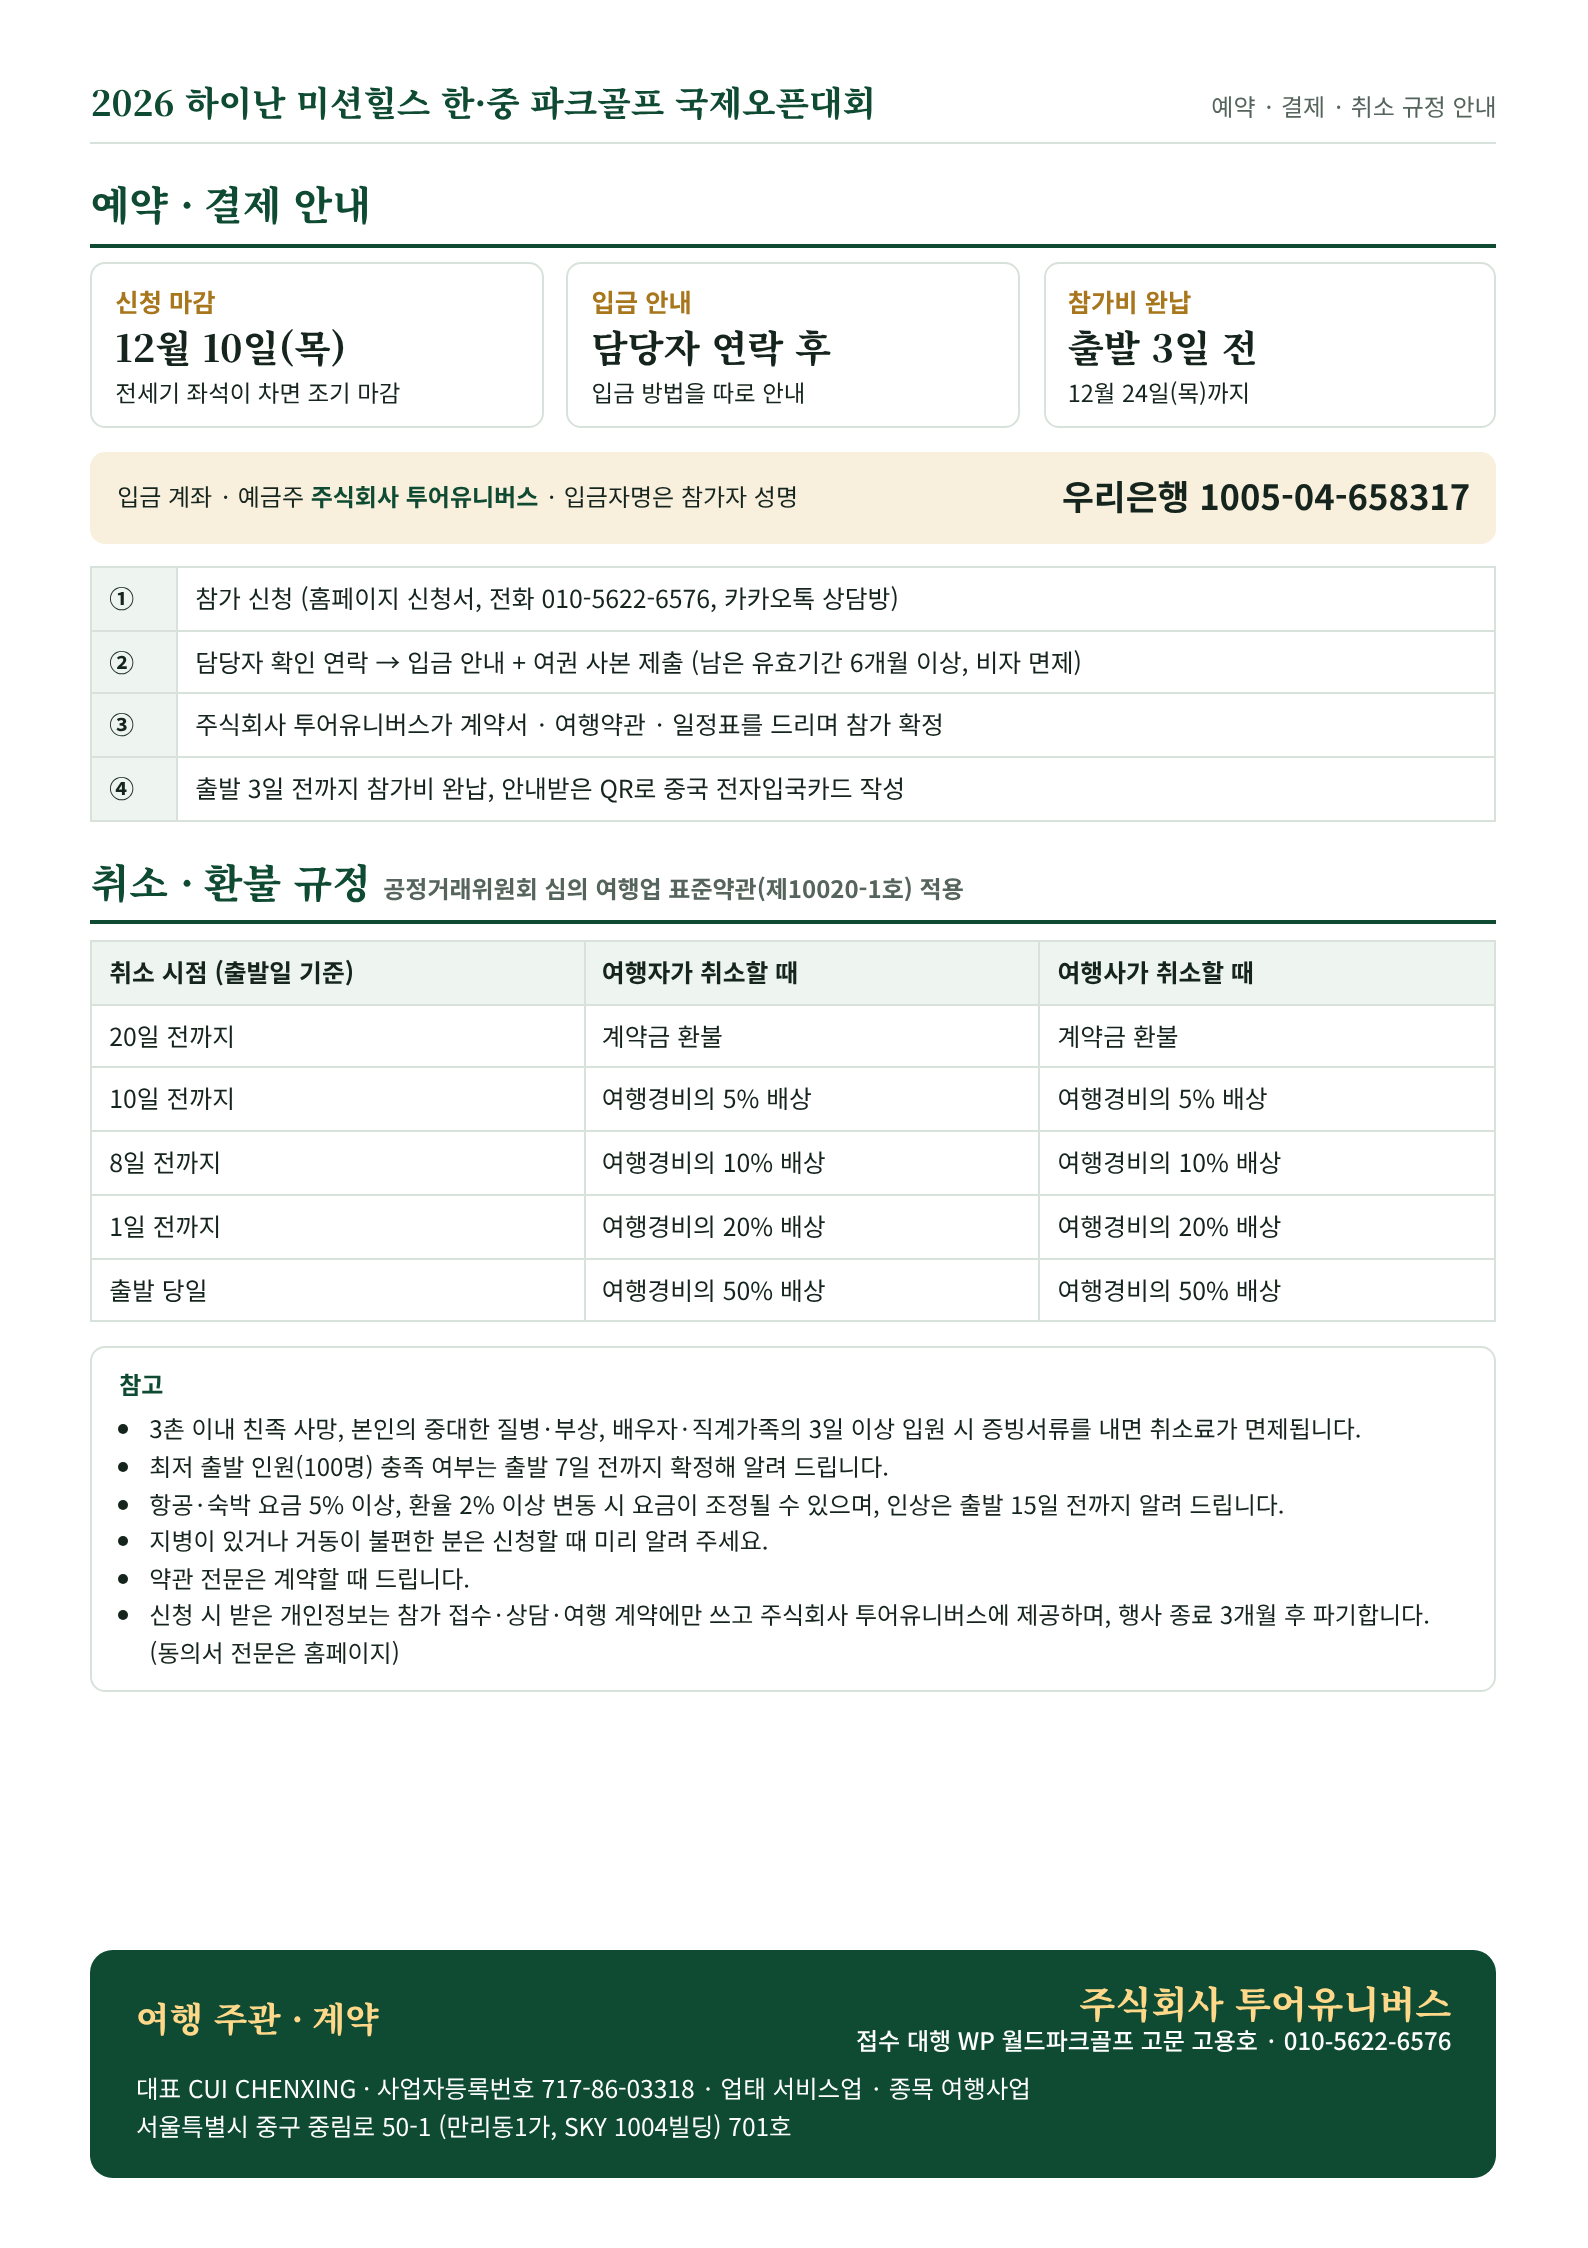 2026 하이난 미션힐스 한·중 파크골프 국제오픈대회
예약 · 결제 · 취소 규정 안내
예약 · 결제 안내
신청 마감
12월 10일(목)
전세기 좌석이 차면 조기 마감
입금 안내
담당자 연락 후
입금 방법을 따로 안내
참가비 완납
출발 3일 전
12월 24일(목)까지
입금 계좌 · 예금주 주식회사 투어유니버스 · 입금자명은 참가자 성명
우리은행 1005-04-658317
① 참가 신청 (홈페이지 신청서, 전화 010-5622-6576, 카카오톡 상담방)
② 담당자 확인 연락 → 입금 안내 + 여권 사본 제출 (남은 유효기간 6개월 이상, 비자 면제)
③ 주식회사 투어유니버스가 계약서 · 여행약관 · 일정표를 드리며 참가 확정
④ 출발 3일 전까지 참가비 완납, 안내받은 QR로 중국 전자입국카드 작성
취소 · 환불 규정 공정거래위원회 심의 여행업 표준약관(제10020-1호) 적용
취소 시점 (출발일 기준) 여행자가 취소할 때 여행사가 취소할 때
20일 전까지 계약금 환불 계약금 환불
10일 전까지 여행경비의 5% 배상 여행경비의 5% 배상
8일 전까지 여행경비의 10% 배상 여행경비의 10% 배상
1일 전까지 여행경비의 20% 배상 여행경비의 20% 배상
출발 당일 여행경비의 50% 배상 여행경비의 50% 배상
참고
• 3촌 이내 친족 사망, 본인의 중대한 질병·부상, 배우자·직계가족의 3일 이상 입원 시 증빙서류를 내면 취소료가 면제됩니다.
• 최저 출발 인원(100명) 충족 여부는 출발 7일 전까지 확정해 알려 드립니다.
• 항공·숙박 요금 5% 이상, 환율 2% 이상 변동 시 요금이 조정될 수 있으며, 인상은 출발 15일 전까지 알려 드립니다.
• 지병이 있거나 거동이 불편한 분은 신청할 때 미리 알려 주세요.
• 약관 전문은 계약할 때 드립니다.
• 신청 시 받은 개인정보는 참가 접수·상담·여행 계약에만 쓰고 주식회사 투어유니버스에 제공하며, 행사 종료 3개월 후 파기합니다.
(동의서 전문은 홈페이지)
여행 주관 · 계약
주식회사 투어유니버스
접수 대행 WP 월드파크골프 고문 고용호 · 010-5622-6576
대표 CUI CHENXING · 사업자등록번호 717-86-03318 · 업태 서비스업 · 종목 여행사업
서울특별시 중구 중림로 50-1 (만리동1가, SKY 1004빌딩) 701호